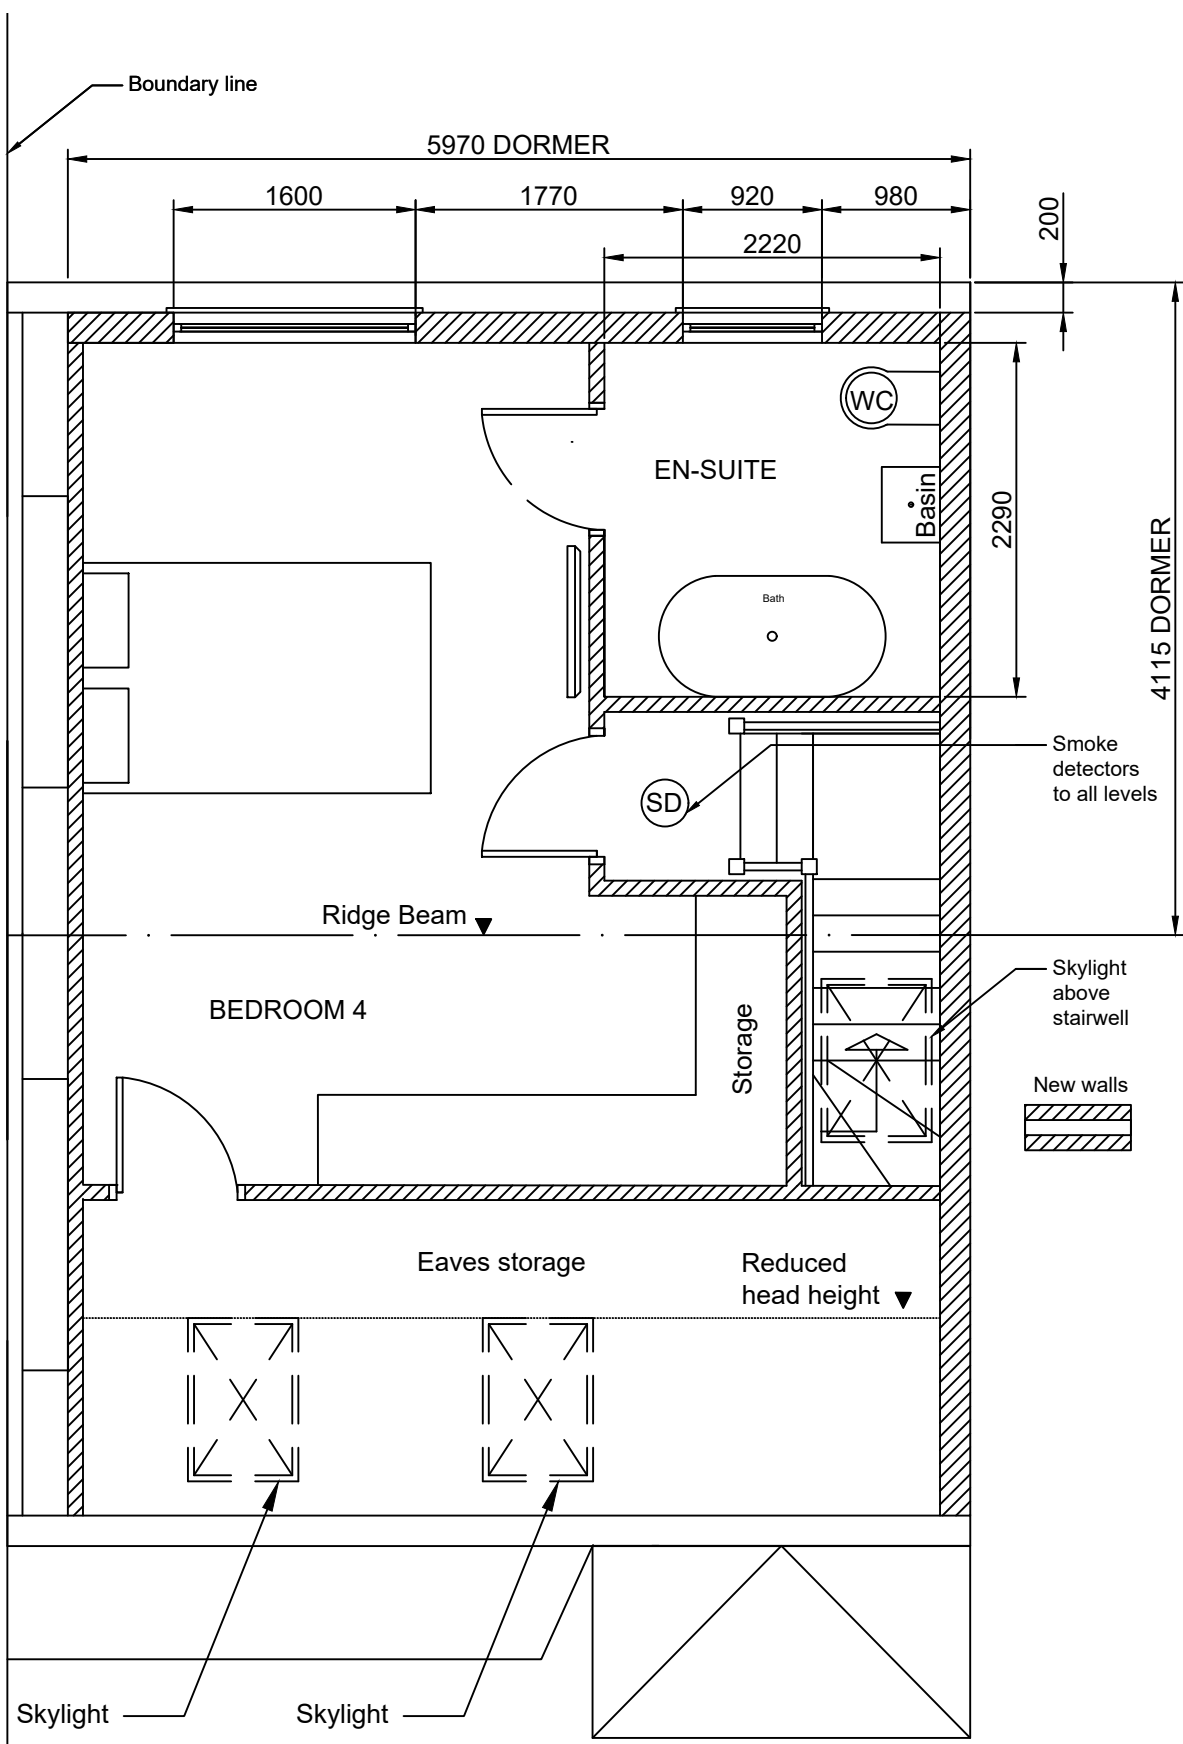 Boundary line
5970 DORMER
1600
1770
920
980
200
2220
WC
EN-SUITE
Basin
2290
4115 DORMER
Bath
Smoke
detectors
to all levels
SD
Ridge Beam
Skylight
above
stairwell
BEDROOM 4
Storage
New walls
Eaves storage
Reduced
head height
Skylight
Skylight